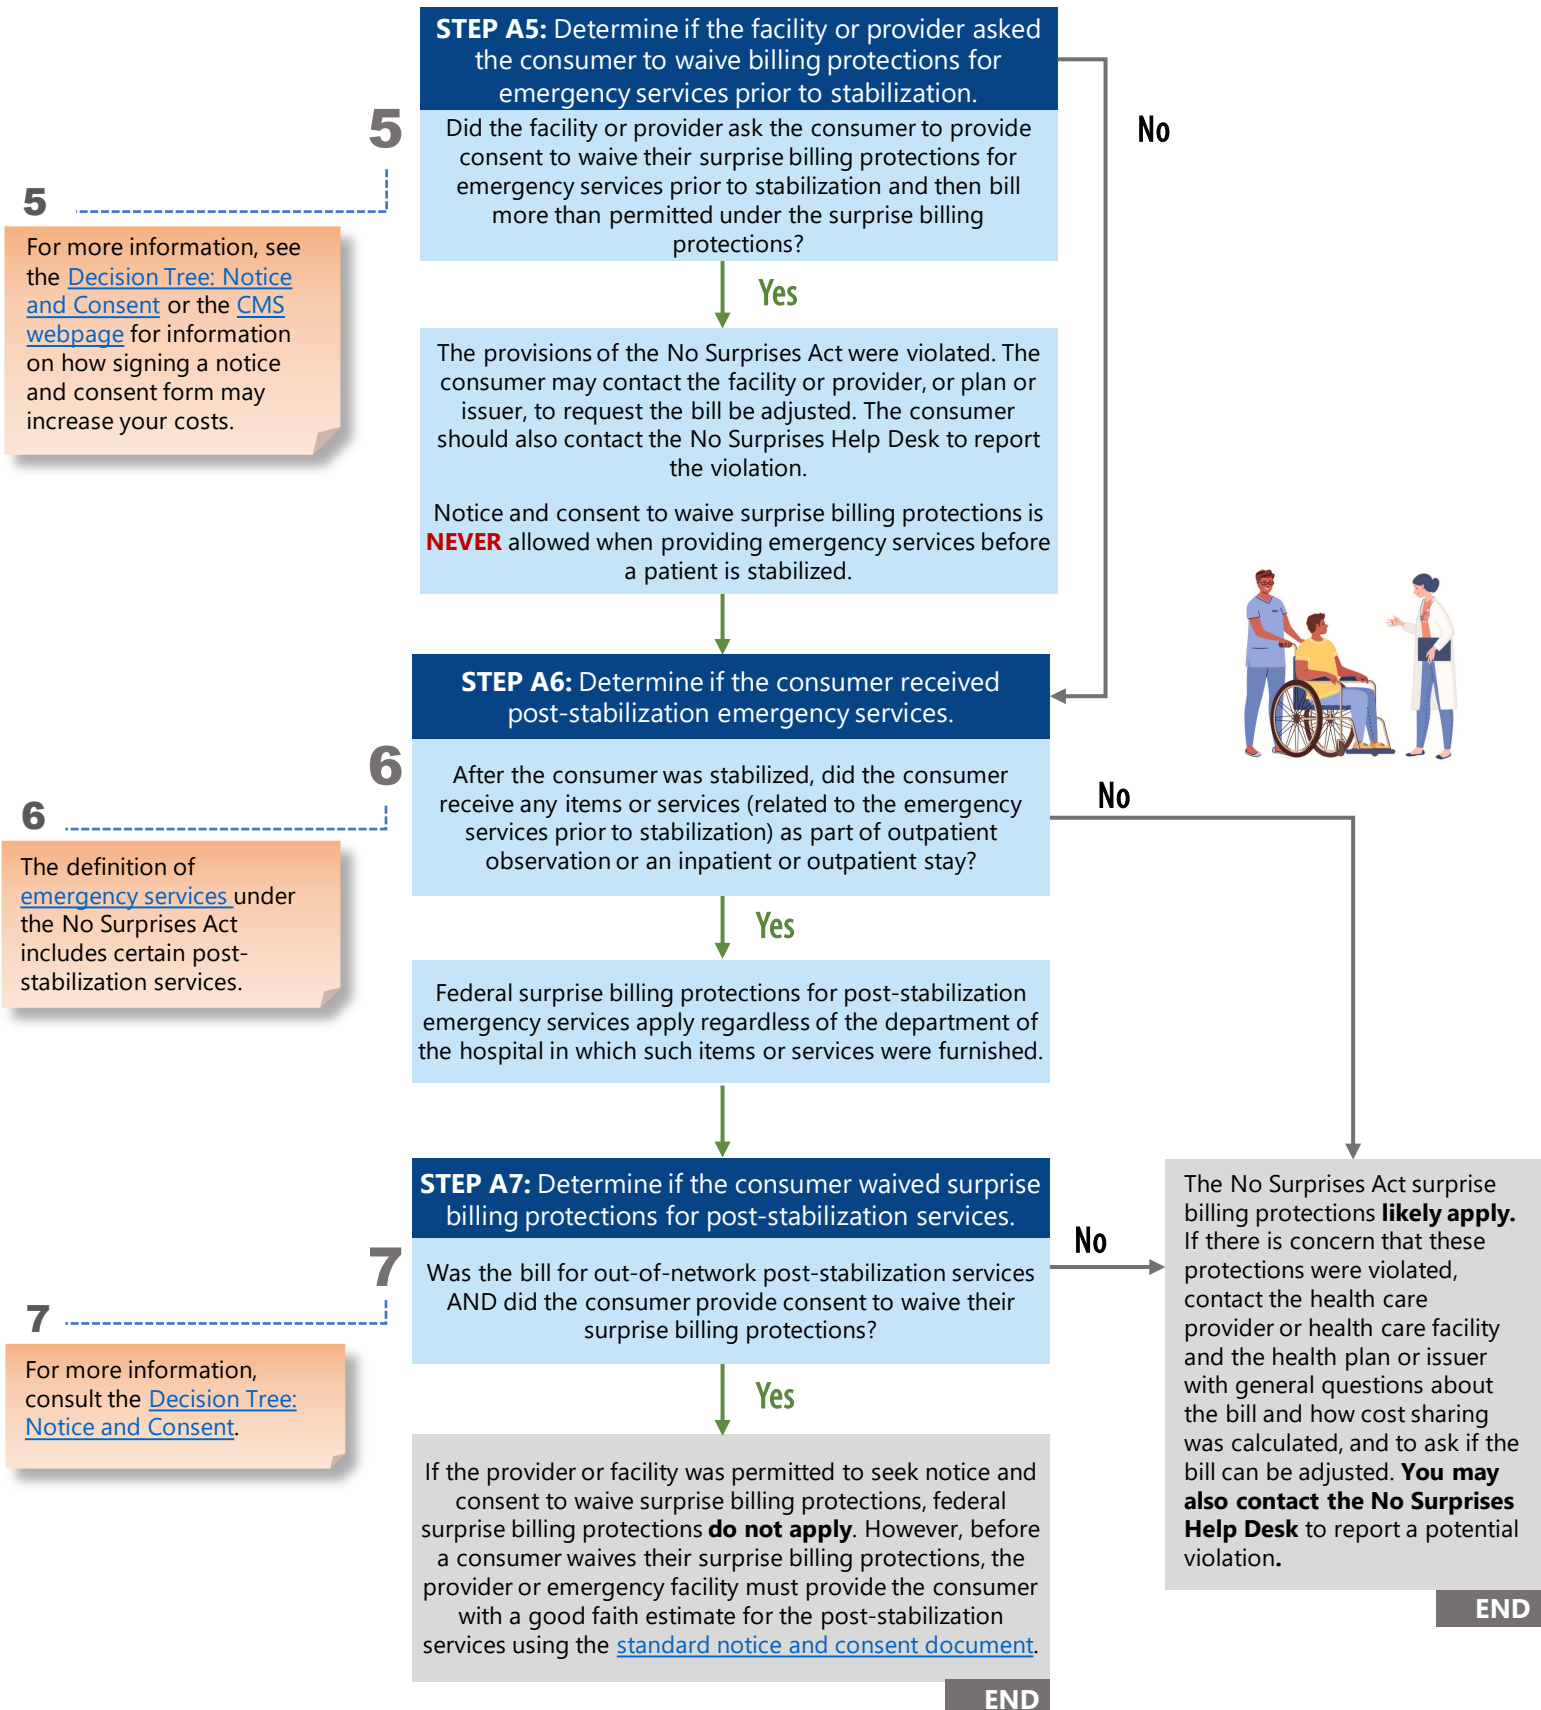 STEP A5: Determine if the facility or provider asked
the consumer to waive billing protections for
emergency services prior to stabilization.
No
5
Did the facility or provider ask the consumer to provide
consent to waive their surprise billing protections for
emergency services prior to stabilization and then bill
more than permitted under the surprise billing
protections?
5
For more information, see
the Decision Tree: Notice
and Consent or the CMS
webpage for information
on how signing a notice
and consent form may
increase your costs.
Yes
The provisions of the No Surprises Act were violated. The
consumer may contact the facility or provider, or plan or
issuer, to request the bill be adjusted. The consumer
should also contact the No Surprises Help Desk to report
the violation.
Notice and consent to waive surprise billing protections is
NEVER allowed when providing emergency services before
a patient is stabilized.
STEP A6: Determine if the consumer received
post-stabilization emergency services.
6
After the consumer was stabilized, did the consumer
receive any items or services (related to the emergency
services prior to stabilization) as part of outpatient
observation or an inpatient or outpatient stay?
No
6
The definition of
emergency services under
the No Surprises Act
includes certain post-
stabilization services.
Yes
Federal surprise billing protections for post-stabilization
emergency services apply regardless of the department of
the hospital in which such items or services were furnished.
STEP A7: Determine if the consumer waived surprise
billing protections for post-stabilization services.
7
Was the bill for out-of-network post-stabilization services
AND did the consumer provide consent to waive their
surprise billing protections?
No
7
For more information,
consult the Decision Tree:
Notice and Consent.
Yes
If the provider or facility was permitted to seek notice and
consent to waive surprise billing protections, federal
surprise billing protections do not apply. However, before
a consumer waives their surprise billing protections, the
provider or emergency facility must provide the consumer
with a good faith estimate for the post-stabilization
services using the standard notice and consent document.
END
The No Surprises Act surprise
billing protections likely apply.
If there is concern that these
protections were violated,
contact the health care
provider or health care facility
and the health plan or issuer
with general questions about
the bill and how cost sharing
was calculated, and to ask if the
bill can be adjusted. You may
also contact the No Surprises
Help Desk to report a potential
violation.
END